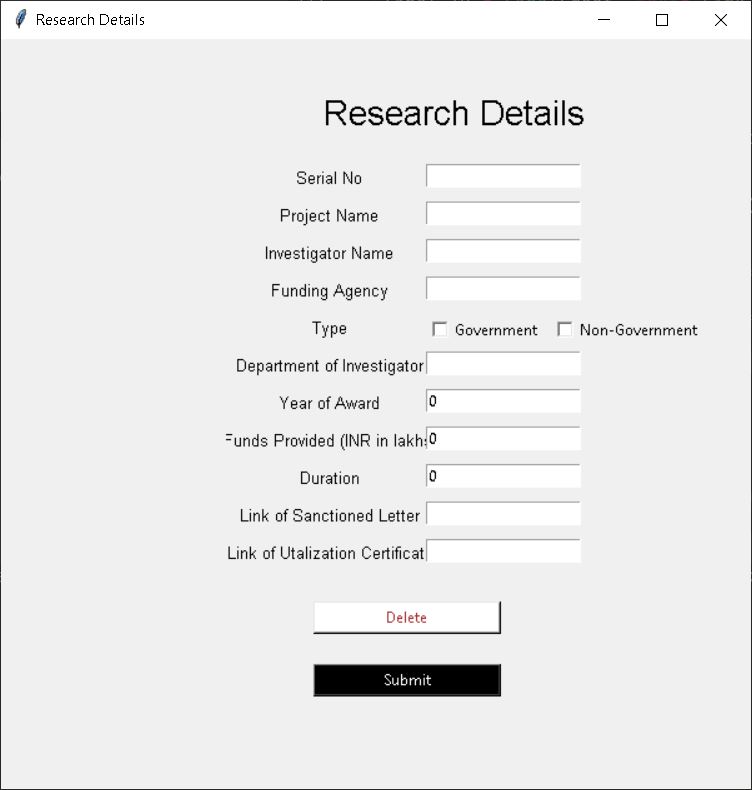 Research Details
Research Details
Serial No
Project Name
Investigator Name
Funding Agency
Type Government Non-Government
Department of Investigator
Year of Award 0
Funds Provided (INR in lakhs 0
Duration 0
Link of Sanctioned Letter
Link of Utalization Certificat
Delete
Submit